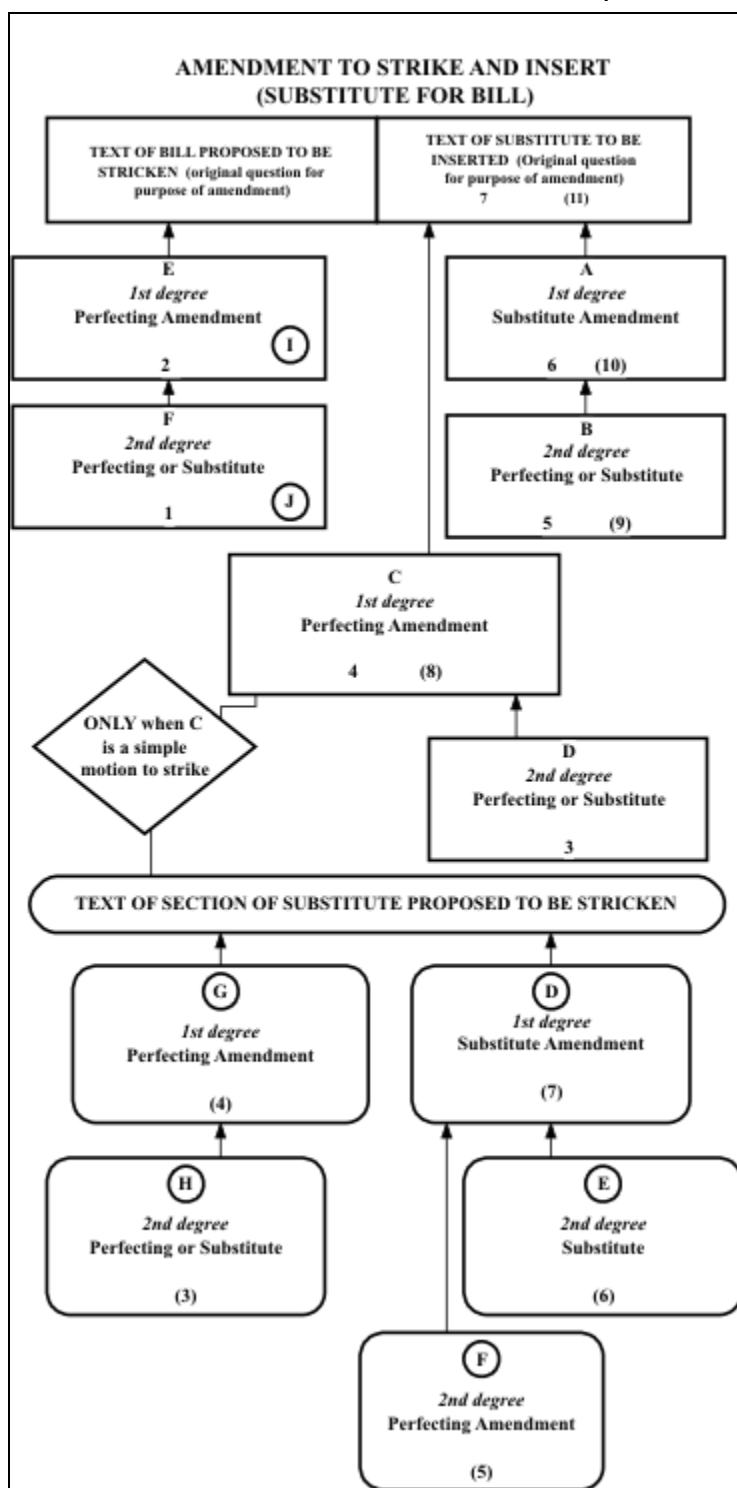 AMENDMENT TO STRIKE AND INSERT
(SUBSTITUTE FOR BILL)
TEXT OF BILL PROPOSED TO BE
STRICKEN (original question for
purpose of amendment)
TEXT OF SUBSTITUTE TO BE
INSERTED (Original question
for purpose of amendment)
7 (11)
E
1st degree
Perfecting Amendment
I
2
A
1st degree
Substitute Amendment
6 (10)
F
2nd degree
Perfecting or Substitute
J
1
B
2nd degree
Perfecting or Substitute
5 (9)
C
1st degree
Perfecting Amendment
4 (8)
ONLY when C
is a simple
motion to strike
D
2nd degree
Perfecting or Substitute
3
TEXT OF SECTION OF SUBSTITUTE PROPOSED TO BE STRICKEN
G
1st degree
Perfecting Amendment
(4)
D
1st degree
Substitute Amendment
(7)
H
2nd degree
Perfecting or Substitute
(3)
E
2nd degree
Substitute
(6)
F
2nd degree
Perfecting Amendment
(5)